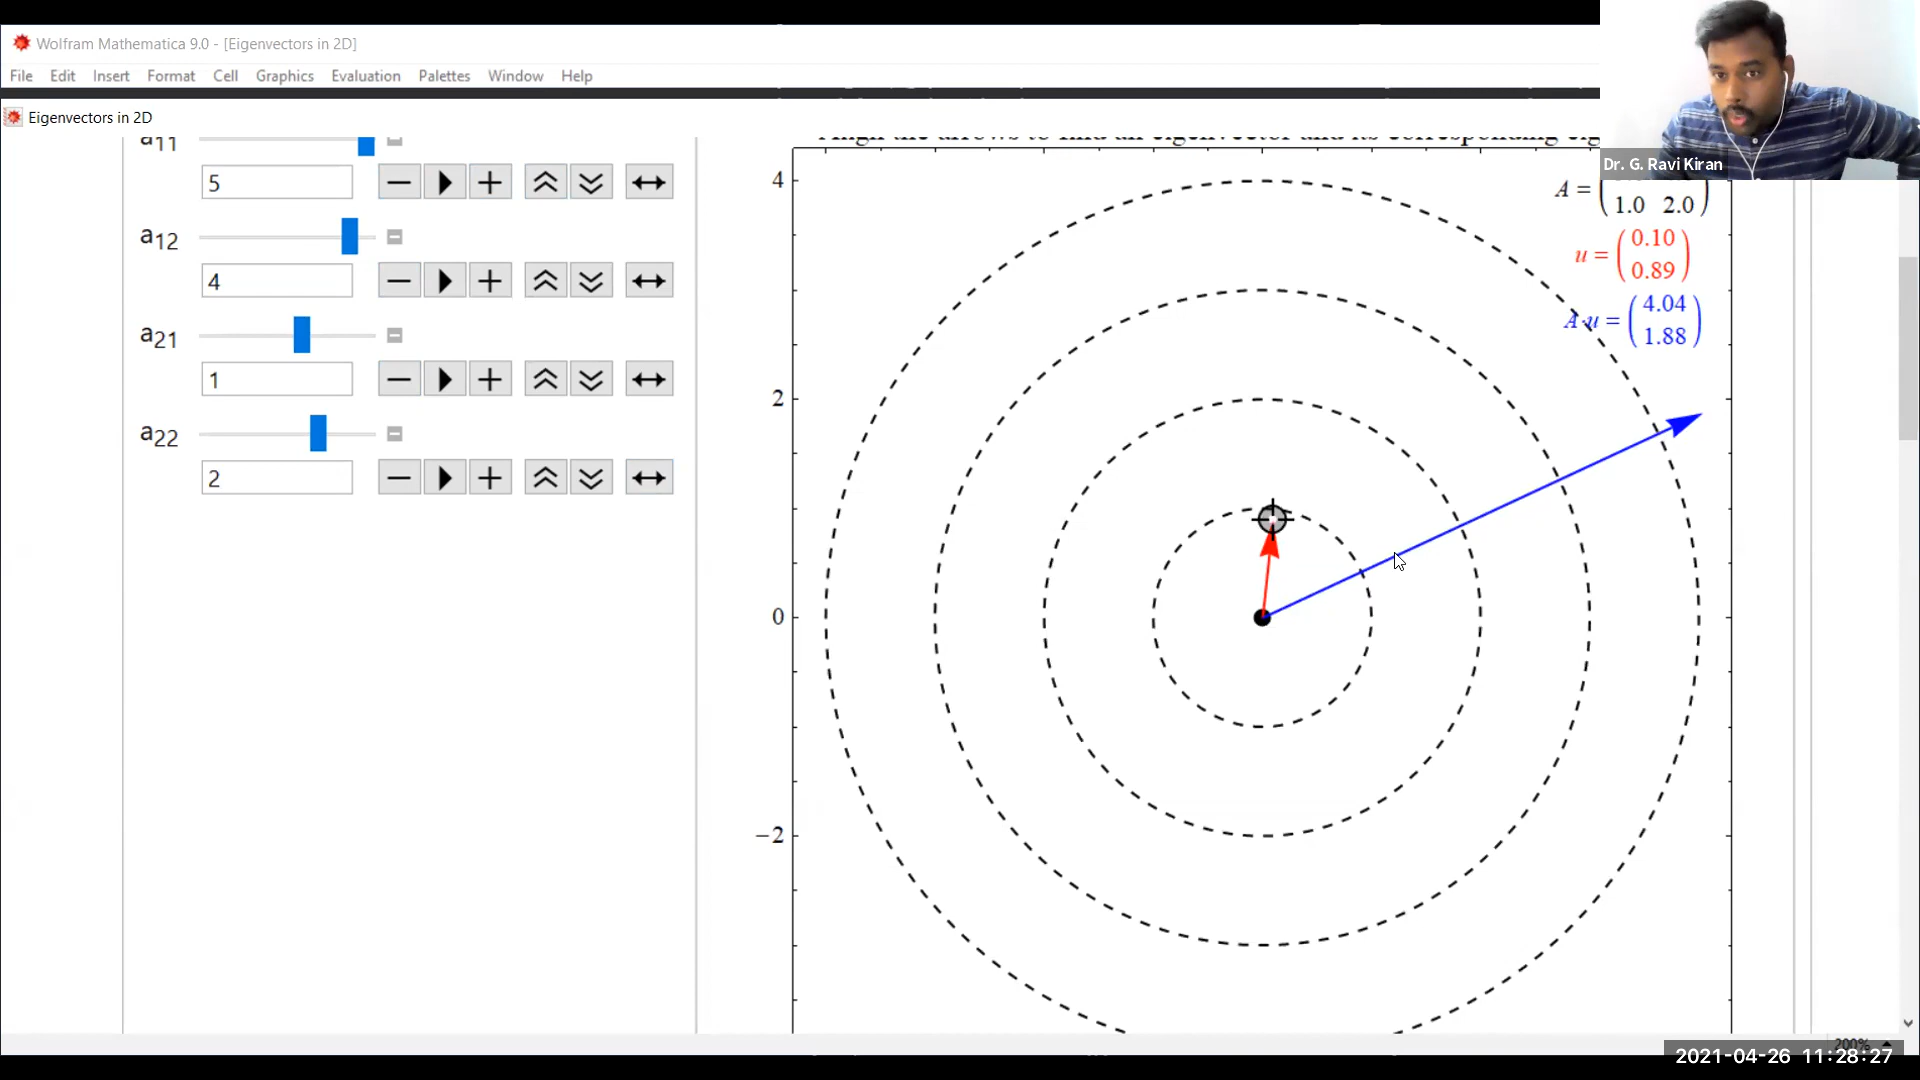 Wolfram Mathematica 9.0 - [Eigenvectors in 2D]
File Edit Insert Format Cell Graphics Evaluation Palettes Window Help
Eigenvectors in 2D
Dr. G. Ravi Kiran
a11
5
a12
4
a21
1
a22
2
4
2
0
−2
A =
1.0 2.0
u = 0.10
0.89
A·u = 4.04
1.88
200%
2021-04-26 11:28:27